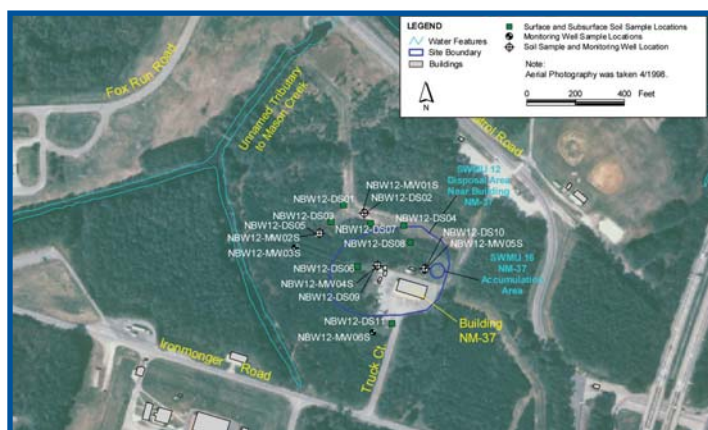 LEGEND
Water Features
Site Boundary
Buildings
Surface and Subsurface Soil Sample Locations
Monitoring Well Sample Locations
Soil Sample and Monitoring Well Location
Note:
Aerial Photography was taken 4/1998.
N
0 200 400 Feet
Fox Run Road
Unnamed Tributary
to Mason Creek
trol Road
SWMU 12
Disposal Area
Near Building
NM-37
NBW12-MW01S
NBW12-DS01
NBW12-DS02
NBW12-DS03
NBW12-DS04
NBW12-DS05
NBW12-DS07
NBW12-DS10
NBW12-MW02S
NBW12-DS08
NBW12-MW05S
NBW12-MW03S
SWMU 16
NM-37
Accumulation
Area
NBW12-DS06
NBW12-MW04S
NBW12-DS09
NBW12-DS11
NBW12-MW06S
Building
NM-37
Ironmonger Road
Truck Ct.